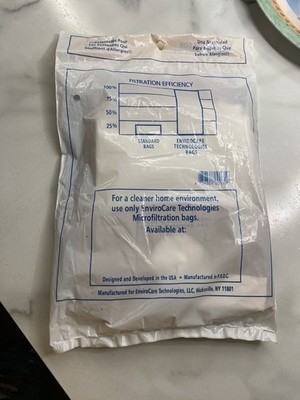 FILTRATION EFFICIENCY
100%
75%
50%
25%
STANDARD
BAGS
ENVIROCARE
TECHNOLOGIES
BAGS
For a cleaner home environment,
use only EnviroCare Technologies
Microfiltration bags.
Available at:
Designed and Developed in the USA • Manufactured in
Manufactured for EnviroCare Technologies, LLC, NY 11801